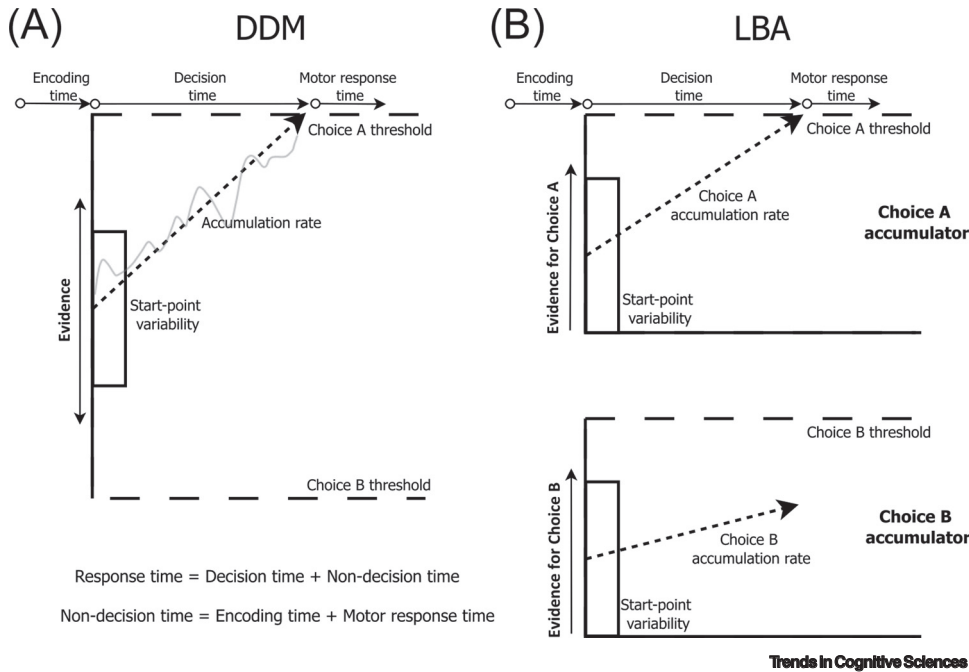 (A)
DDM
Encoding
time
Decision
time
Motor response
time
Choice A threshold
Accumulation rate
Evidence
Start-point
variability
Choice B threshold
Response time = Decision time + Non-decision time
Non-decision time = Encoding time + Motor response time
(B)
LBA
Encoding
time
Decision
time
Motor response
time
Choice A threshold
Evidence for Choice A
Choice A
accumulation rate
Choice A
accumulator
Start-point
variability
Choice B threshold
Evidence for Choice B
Choice B
accumulation rate
Choice B
accumulator
Start-point
variability
Trends in Cognitive Sciences